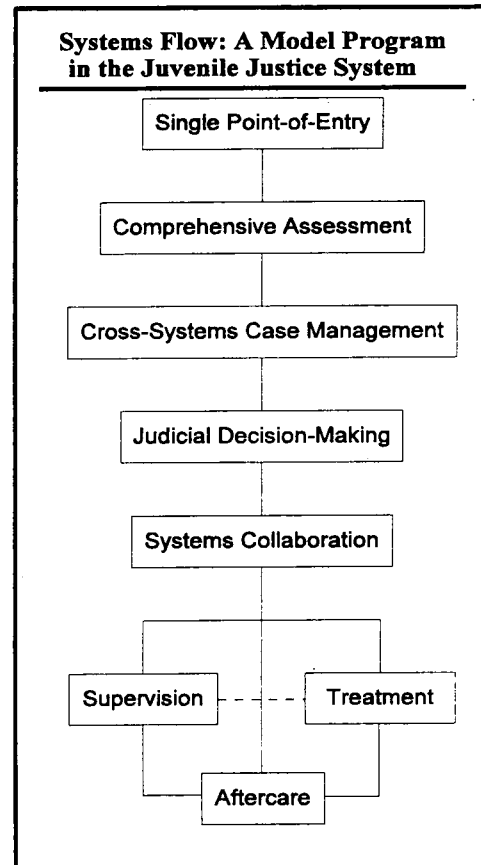 Systems Flow: A Model Program
in the Juvenile Justice System
Single Point-of-Entry
Comprehensive Assessment
Cross-Systems Case Management
Judicial Decision-Making
Systems Collaboration
Supervision
Treatment
Aftercare